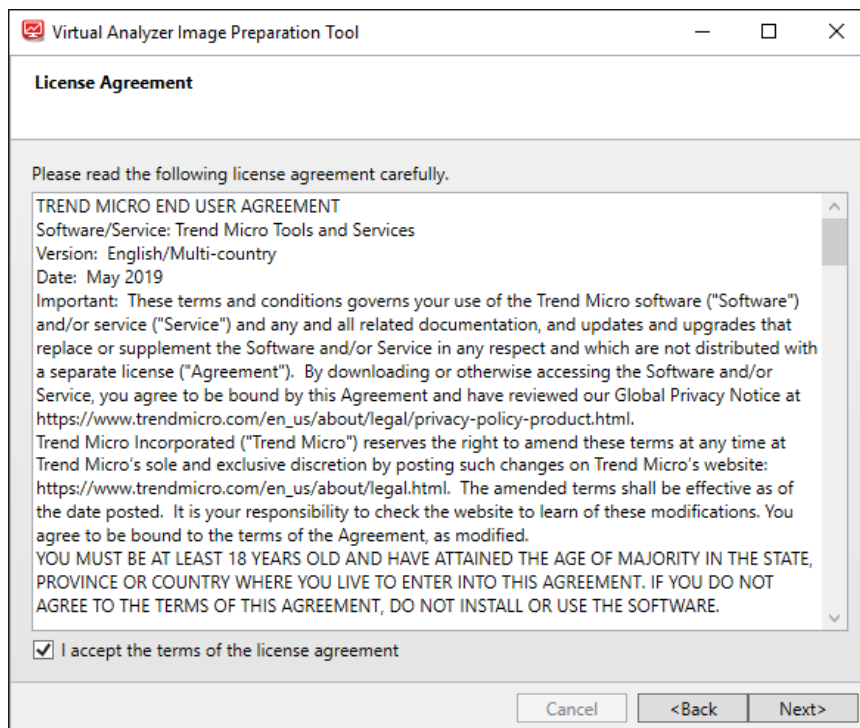 Virtual Analyzer Image Preparation Tool
License Agreement
Please read the following license agreement carefully.
TREND MICRO END USER AGREEMENT
Software/Service: Trend Micro Tools and Services
Version:  English/Multi-country
Date:  May 2019
Important:  These terms and conditions governs your use of the Trend Micro software ("Software")
and/or service ("Service") and any and all related documentation, and updates and upgrades that
replace or supplement the Software and/or Service in any respect and which are not distributed with
a separate license ("Agreement").  By downloading or otherwise accessing the Software and/or
Service, you agree to be bound by this Agreement and have reviewed our Global Privacy Notice at
https://www.trendmicro.com/en_us/about/legal/privacy-policy-product.html.
Trend Micro Incorporated ("Trend Micro") reserves the right to amend these terms at any time at
Trend Micro's sole and exclusive discretion by posting such changes on Trend Micro's website:
https://www.trendmicro.com/en_us/about/legal.html.  The amended terms shall be effective as of
the date posted.  It is your responsibility to check the website to learn of these modifications. You
agree to be bound to the terms of the Agreement, as modified.
YOU MUST BE AT LEAST 18 YEARS OLD AND HAVE ATTAINED THE AGE OF MAJORITY IN THE STATE,
PROVINCE OR COUNTRY WHERE YOU LIVE TO ENTER INTO THIS AGREEMENT. IF YOU DO NOT
AGREE TO THE TERMS OF THIS AGREEMENT, DO NOT INSTALL OR USE THE SOFTWARE.
I accept the terms of the license agreement
Cancel <Back Next>